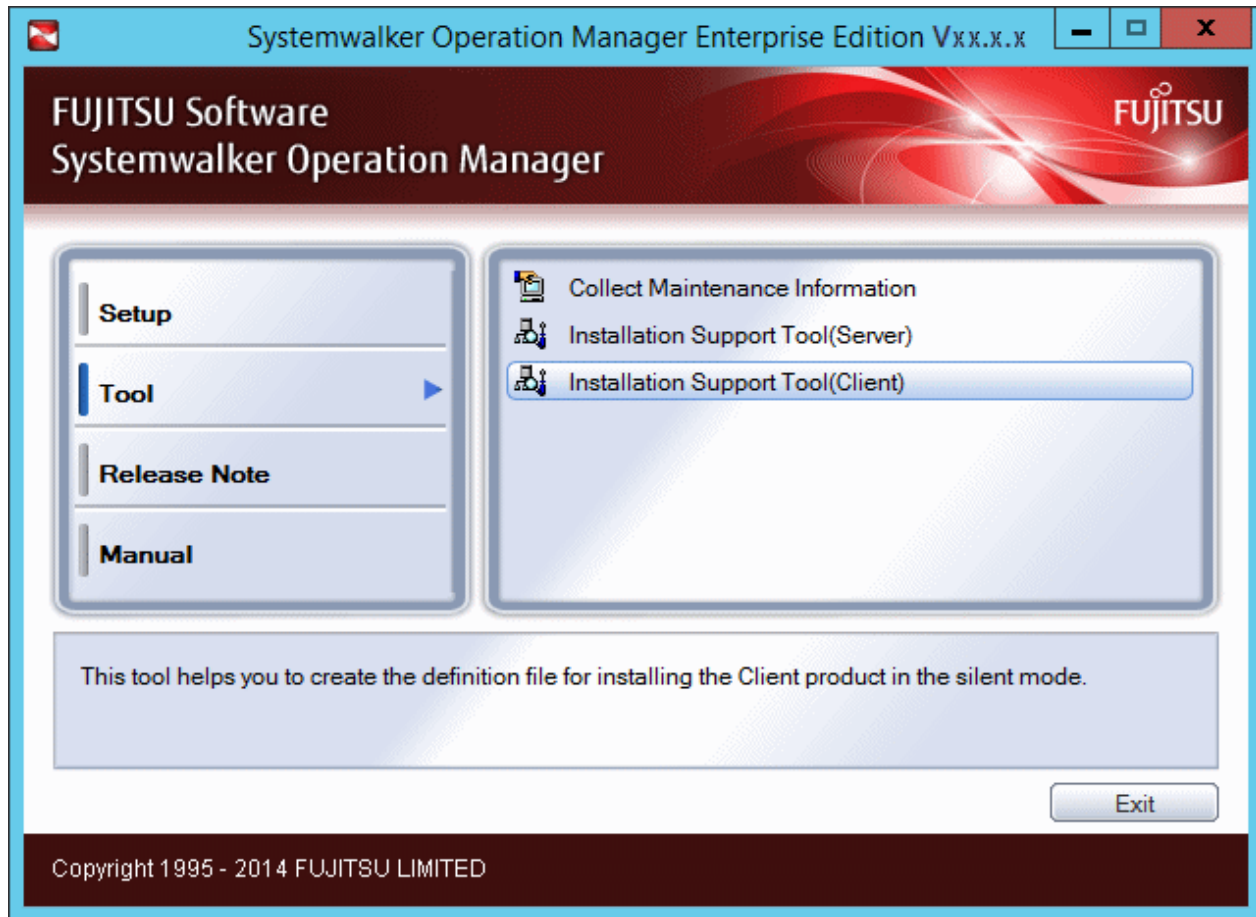 Systemwalker Operation Manager Enterprise Edition Vxx.x.x
FUJITSU Software
Systemwalker Operation Manager
FUJITSU
Setup
Tool
Release Note
Manual
Collect Maintenance Information
Installation Support Tool(Server)
Installation Support Tool(Client)
This tool helps you to create the definition file for installing the Client product in the silent mode.
Exit
Copyright 1995 - 2014 FUJITSU LIMITED